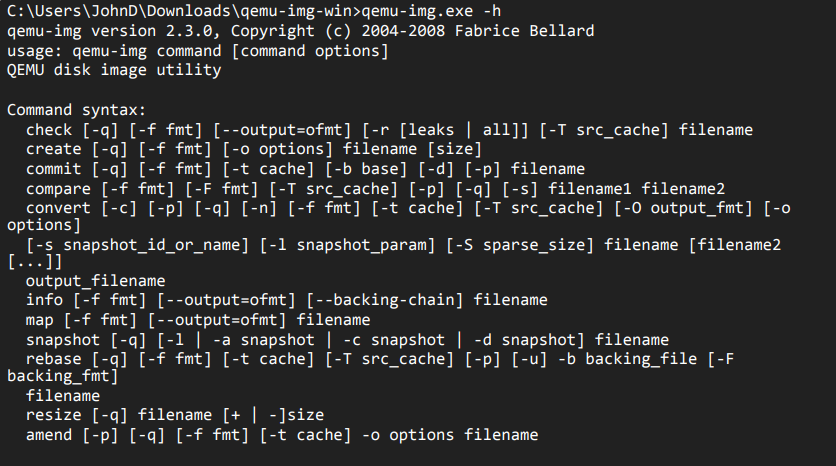 C:\Users\JohnD\Downloads\qemu-img-win>qemu-img.exe -h
qemu-img version 2.3.0, Copyright (c) 2004-2008 Fabrice Bellard
usage: qemu-img command [command options]
QEMU disk image utility

Command syntax:
  check [-q] [-f fmt] [--output=ofmt] [-r [leaks | all]] [-T src_cache] filename
  create [-q] [-f fmt] [-o options] filename [size]
  commit [-q] [-f fmt] [-t cache] [-b base] [-d] [-p] filename
  compare [-f fmt] [-F fmt] [-T src_cache] [-p] [-q] [-s] filename1 filename2
  convert [-c] [-p] [-q] [-n] [-f fmt] [-t cache] [-T src_cache] [-O output_fmt] [-o
options]
  [-s snapshot_id_or_name] [-l snapshot_param] [-S sparse_size] filename [filename2
[...]]
  output_filename
  info [-f fmt] [--output=ofmt] [--backing-chain] filename
  map [-f fmt] [--output=ofmt] filename
  snapshot [-q] [-l | -a snapshot | -c snapshot | -d snapshot] filename
  rebase [-q] [-f fmt] [-t cache] [-T src_cache] [-p] [-u] -b backing_file [-F
backing_fmt]
  filename
  resize [-q] filename [+ | -]size
  amend [-p] [-q] [-f fmt] [-t cache] -o options filename